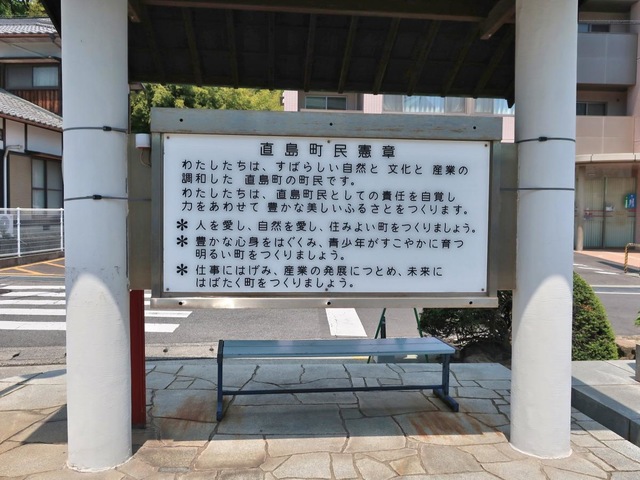 直島町民憲章
わたしたちは、すばらしい自然と 文化と 産業の
調和した 直島町の町民です。
わたしたちは、直島町民としての責任を自覚し
力をあわせて 豊かな美しいふるさとをつくります。
＊ 人を愛し、自然を愛し、住みよい町をつくりましょう。
＊ 豊かな心身をはぐくみ、青少年がすこやかに育つ
明るい町をつくりましょう。
＊ 仕事にはげみ、産業の発展につとめ、未来に
はばたく町をつくりましょう。